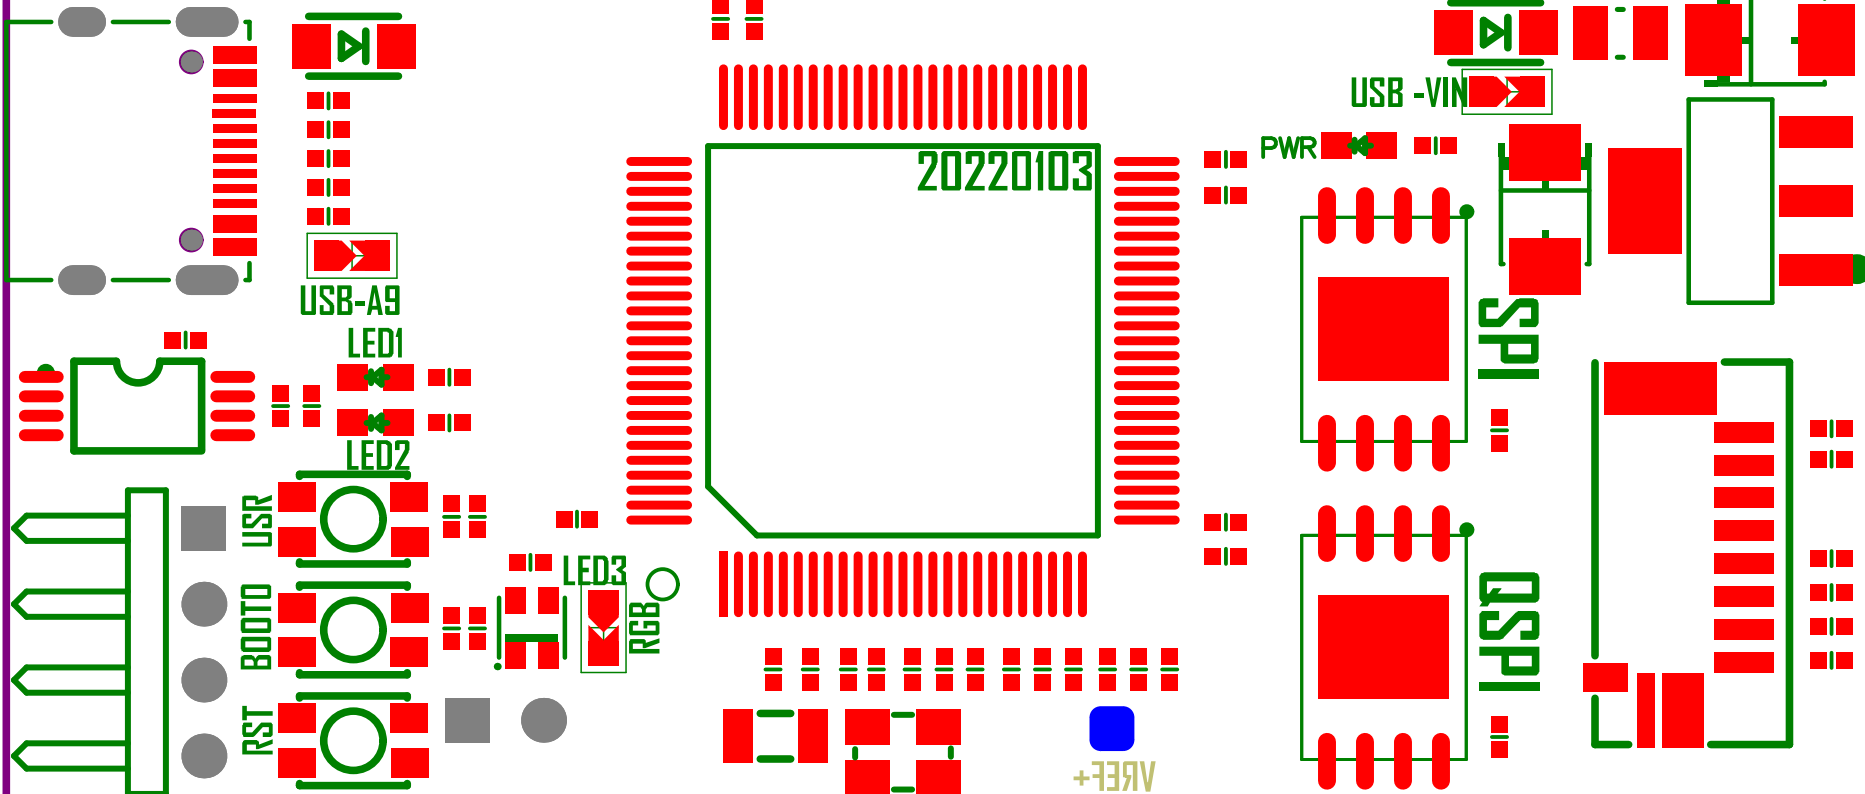 USB -VIN
PWR
20220103
USB-A9
LED1
LED2
SPI
USR
LED3
BOOT0
RGB
QSPI
RST
VREF+